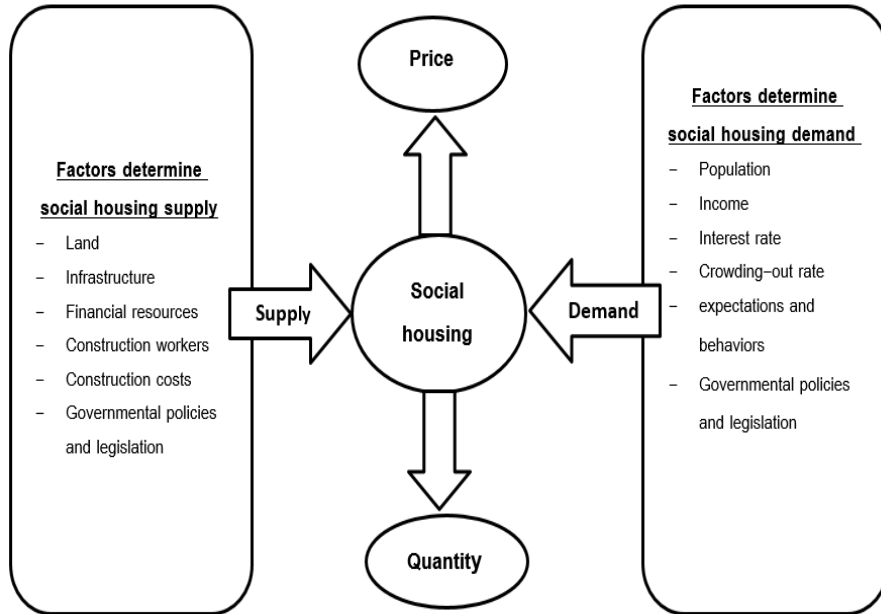 Factors determine
social housing supply
– Land
– Infrastructure
– Financial resources
– Construction workers
– Construction costs
– Governmental policies
and legislation
Supply
Price
Social
housing
Quantity
Demand
Factors determine
social housing demand
– Population
– Income
– Interest rate
– Crowding–out rate
– expectations and
behaviors
– Governmental policies
and legislation